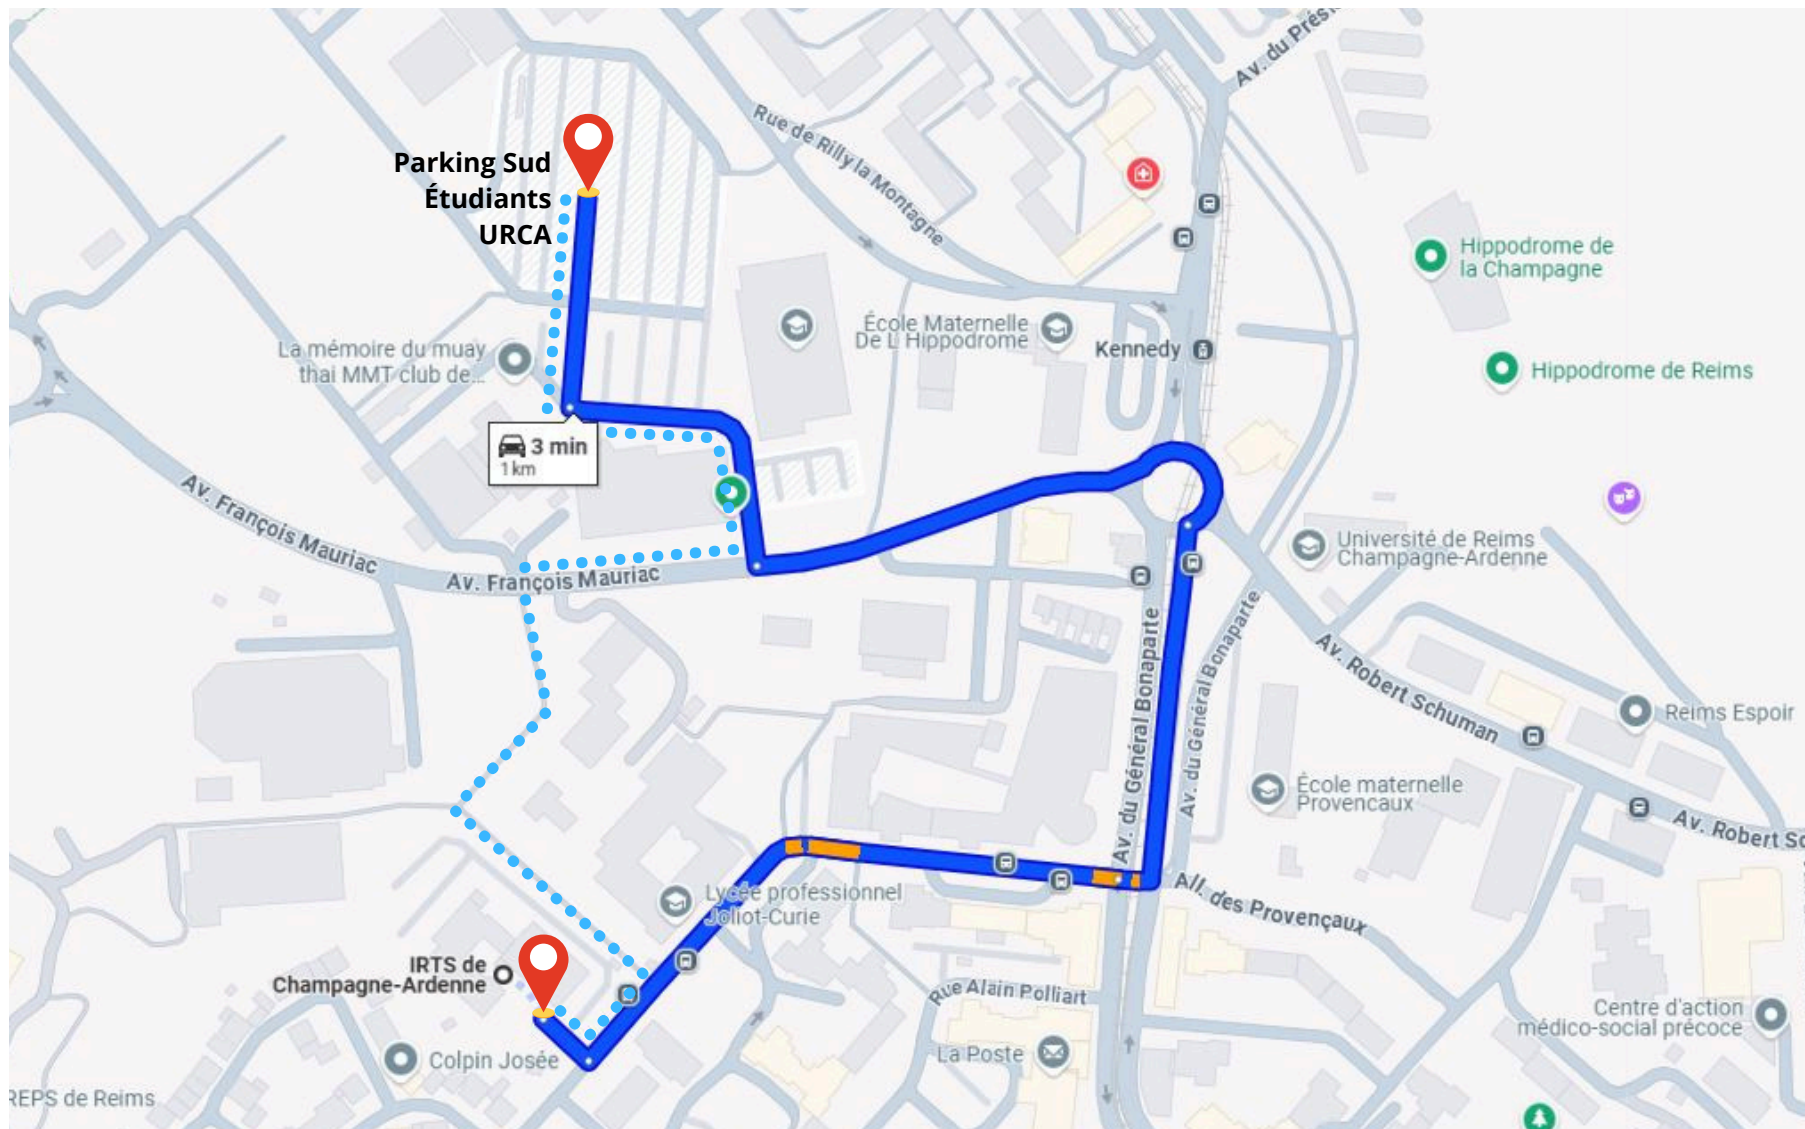 Av. du Prés
Rue de Rilly la Montagne
Parking Sud
Étudiants
URCA
Hippodrome de
la Champagne
École Maternelle
De L Hippodrome
Kennedy
La mémoire du muay
thai MMT club de...
Hippodrome de Reims
3 min
1 km
Av. François Mauriac
Av. François Mauriac
Université de Reims
Champagne-Ardenne
Av. du Général Bonaparte
Av. du Général Bonaparte
Av. Robert Schuman
Reims Espoir
École maternelle
Provencaux
Av. Robert Sc
Lycée professionnel
Joliot-Curie
All. des Provençaux
IRTS de
Champagne-Ardenne
Rue Alain Polliart
Centre d'action
médico-social précoce
La Poste
Colpin Josée
REPS de Reims